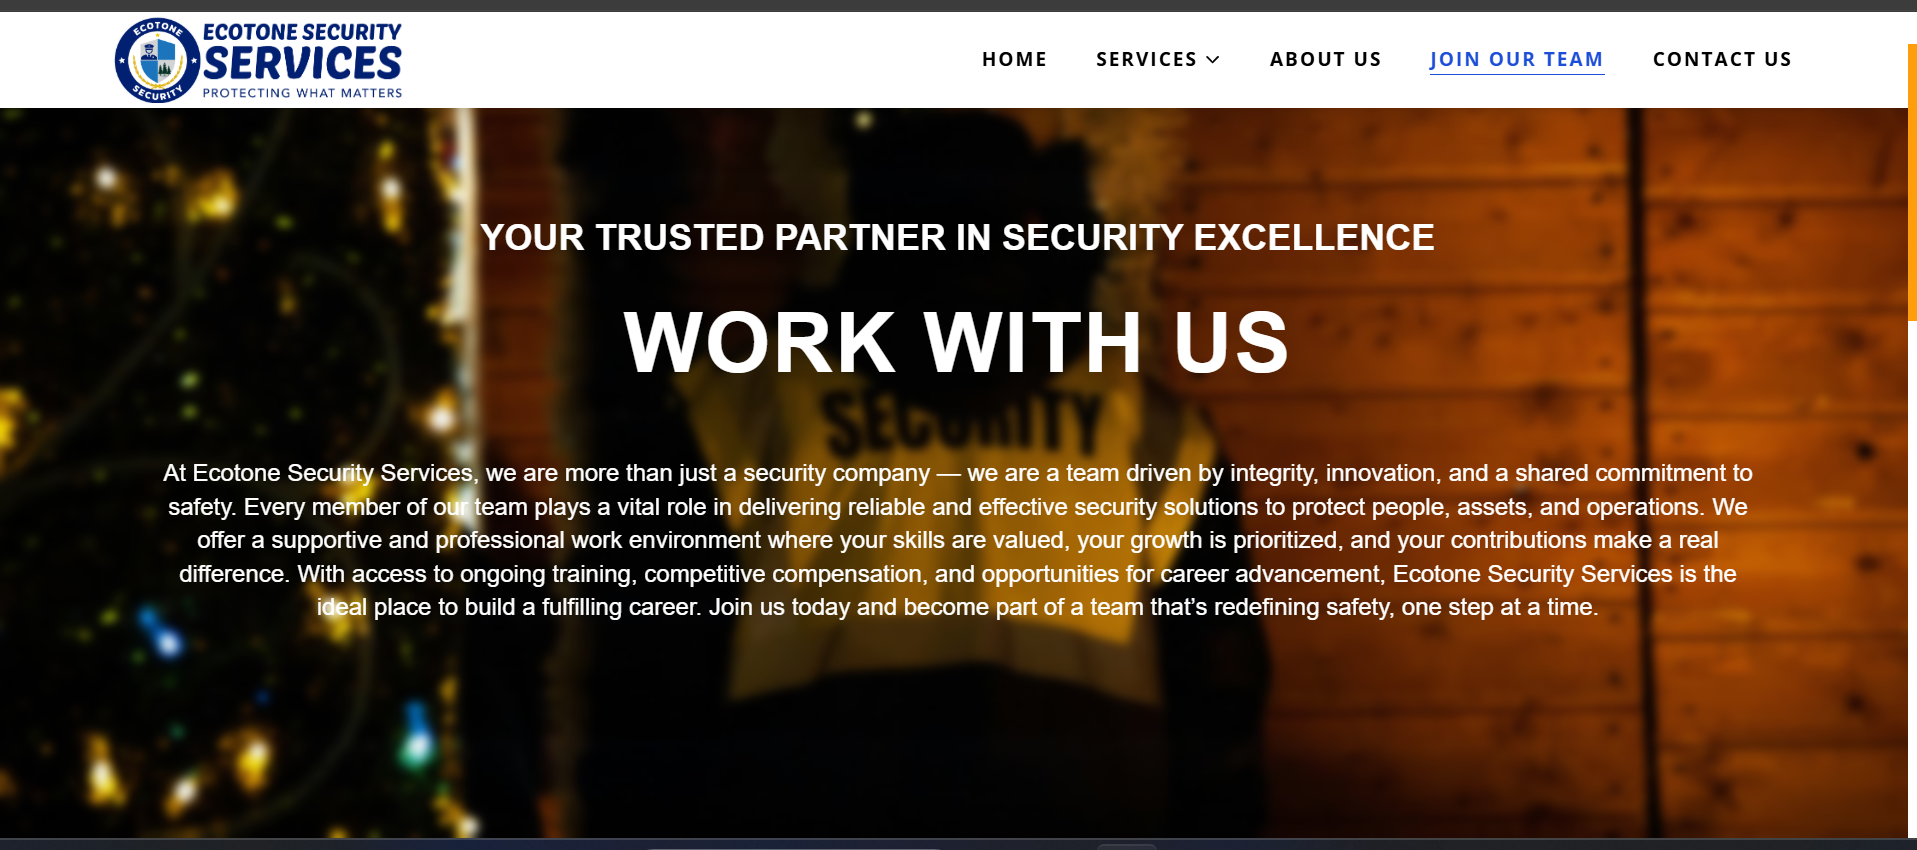 ECOTONE
SECURITY
ECOTONE SECURITY
SERVICES
PROTECTING WHAT MATTERS
HOME
SERVICES
ABOUT US
JOIN OUR TEAM
CONTACT US
YOUR TRUSTED PARTNER IN SECURITY EXCELLENCE
WORK WITH US
SECURITY
At Ecotone Security Services, we are more than just a security company — we are a team driven by integrity, innovation, and a shared commitment to
safety. Every member of our team plays a vital role in delivering reliable and effective security solutions to protect people, assets, and operations. We
offer a supportive and professional work environment where your skills are valued, your growth is prioritized, and your contributions make a real
difference. With access to ongoing training, competitive compensation, and opportunities for career advancement, Ecotone Security Services is the
ideal place to build a fulfilling career. Join us today and become part of a team that’s redefining safety, one step at a time.